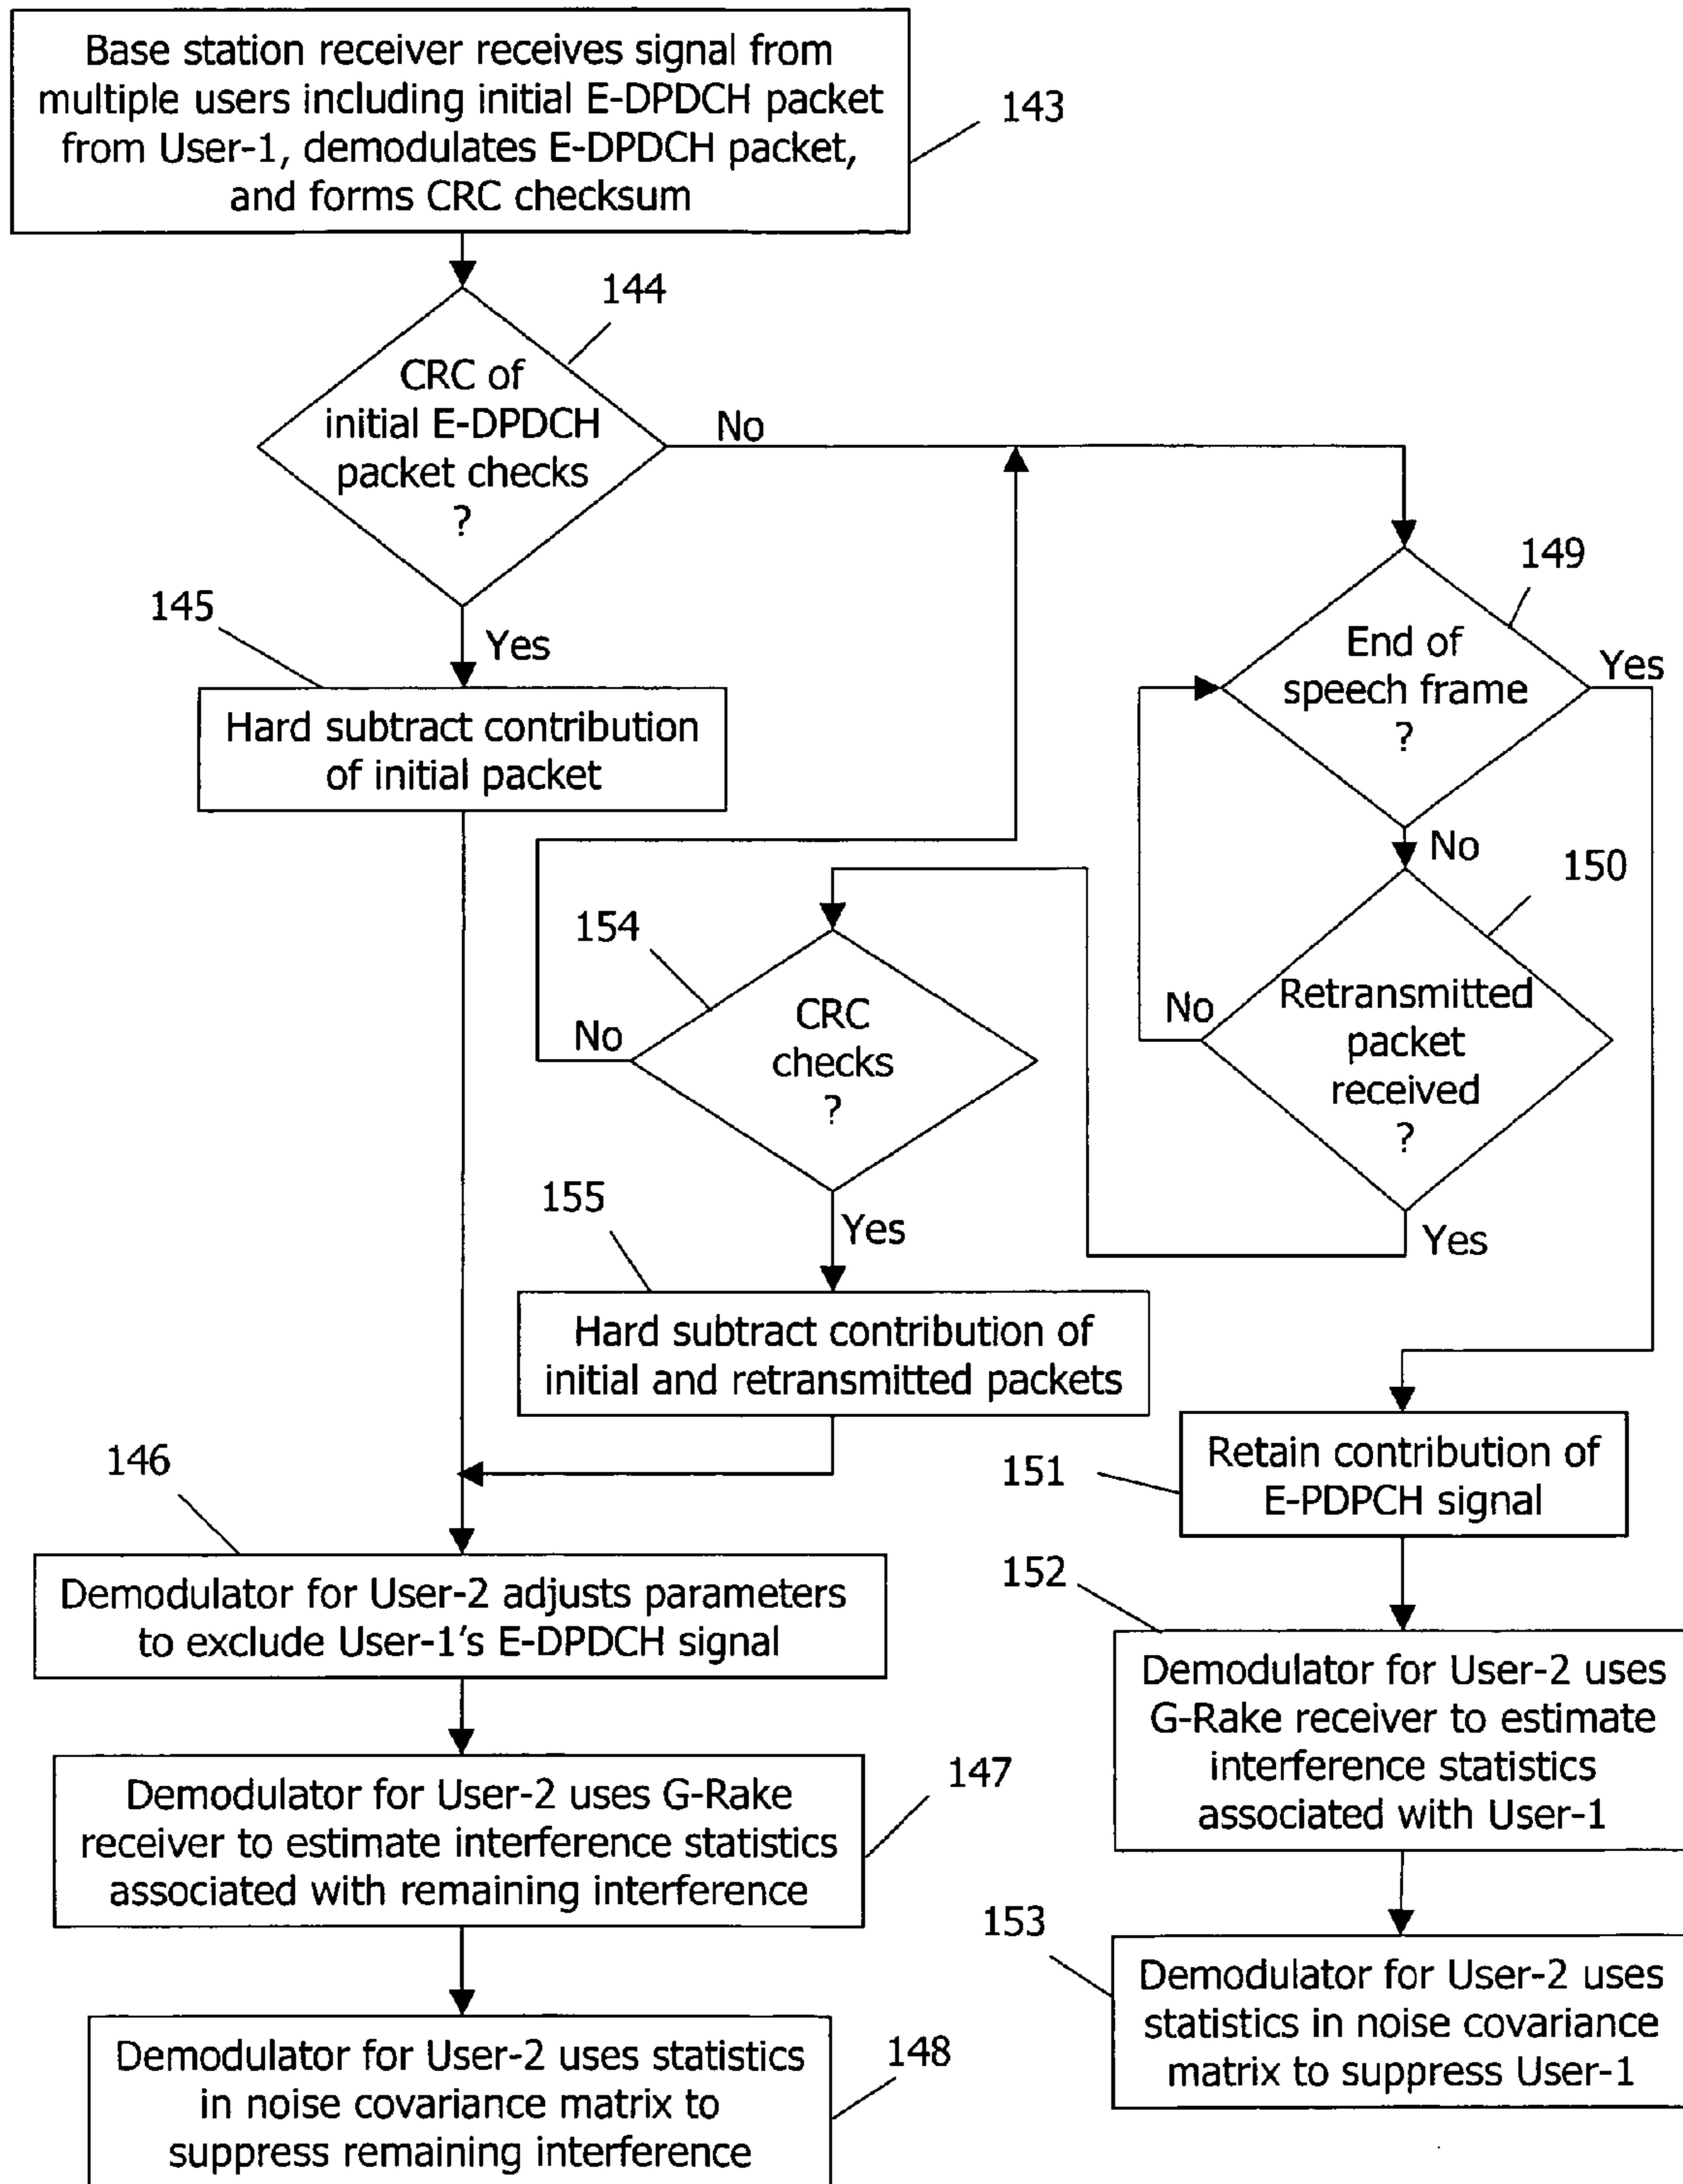 Base station receiver receives signal from
multiple users including initial E-DPDCH packet
from User-1, demodulates E-DPDCH packet,
and forms CRC checksum
143
144
CRC of
initial E-DPDCH
packet checks
?
No
Yes
145
Hard subtract contribution
of initial packet
149
End of
speech frame
?
Yes
No
150
Retransmitted
packet
received
?
No
Yes
154
CRC
checks
?
No
Yes
155
Hard subtract contribution of
initial and retransmitted packets
146
Demodulator for User-2 adjusts parameters
to exclude User-1's E-DPDCH signal
147
Demodulator for User-2 uses G-Rake
receiver to estimate interference statistics
associated with remaining interference
148
Demodulator for User-2 uses statistics
in noise covariance matrix to
suppress remaining interference
151
Retain contribution of
E-PDPCH signal
152
Demodulator for User-2 uses
G-Rake receiver to estimate
interference statistics
associated with User-1
153
Demodulator for User-2 uses
statistics in noise covariance
matrix to suppress User-1